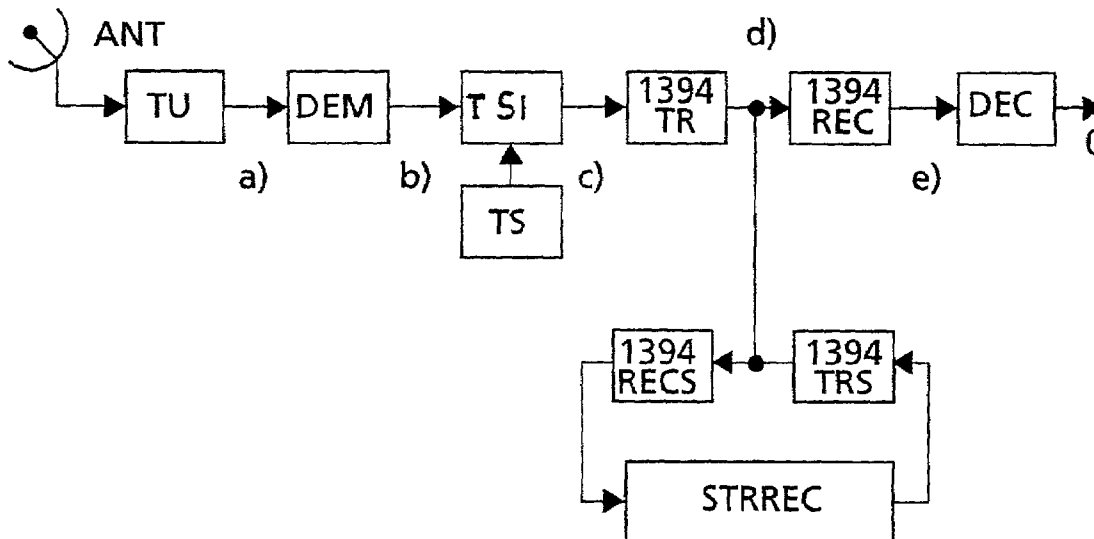 ANT
d)
TU
DEM
T SI
1394
TR
1394
REC
DEC
a)
b)
c)
e)
TS
1394
RECS
1394
TRS
STRREC